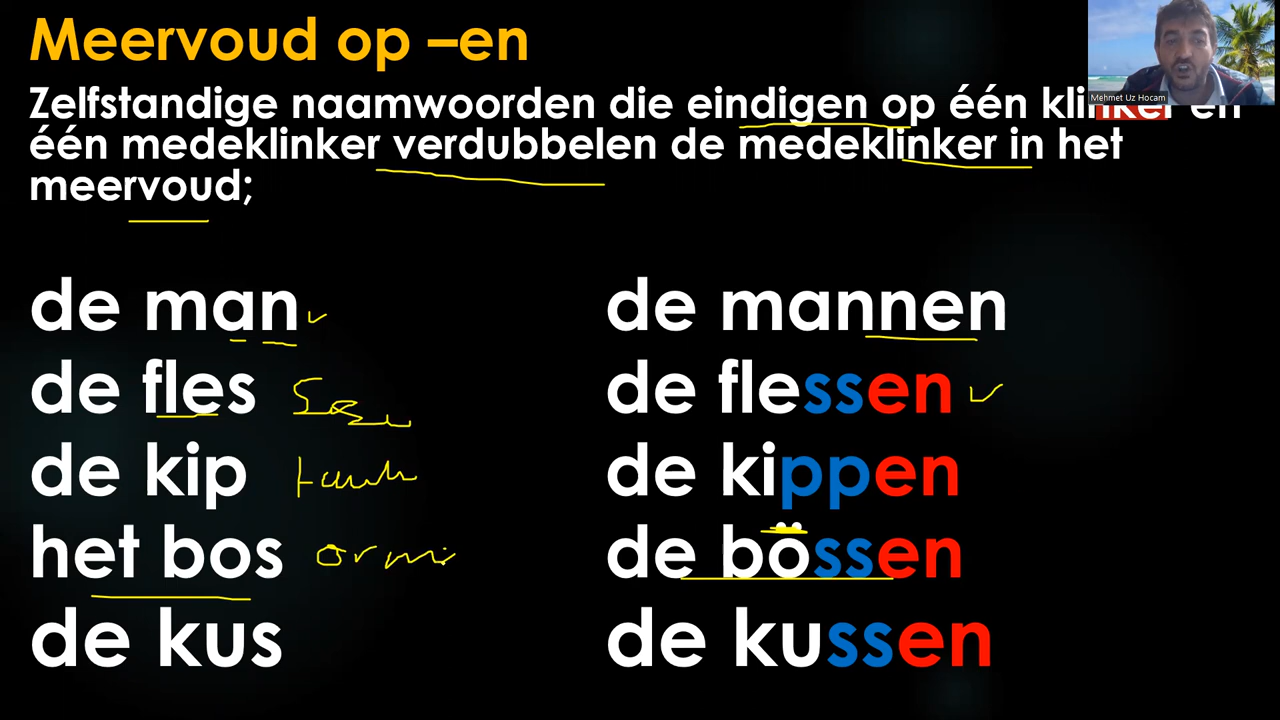 Meervoud op –en
Mehmet Uz Hocam
Zelfstandige naamwoorden die eindigen op één klinker en
één medeklinker verdubbelen de medeklinker in het
meervoud;
de man de mannen
de fles de flessen
de kip de kippen
het bos orman de bössen
de kus de kussen